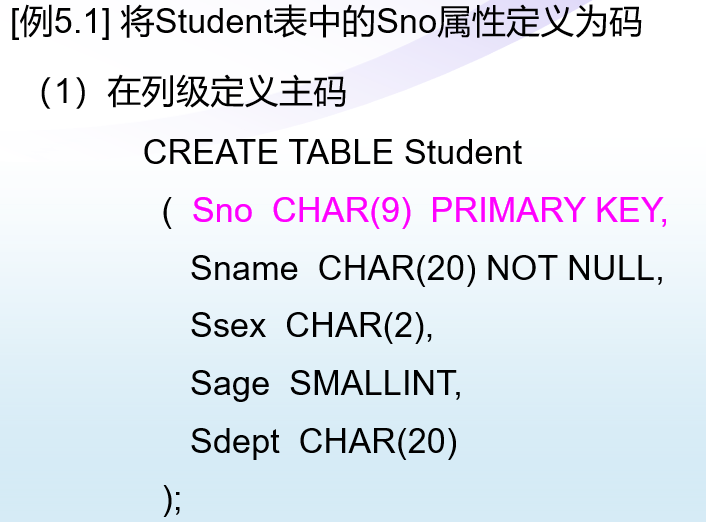 [例5.1] 将Student表中的Sno属性定义为码
（1）在列级定义主码
CREATE TABLE Student
( Sno CHAR(9) PRIMARY KEY,
Sname CHAR(20) NOT NULL,
Ssex CHAR(2),
Sage SMALLINT,
Sdept CHAR(20)
);